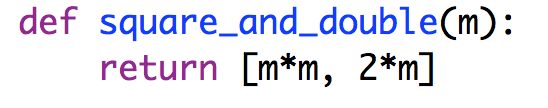 def square_and_double(m):
    return [m*m, 2*m]